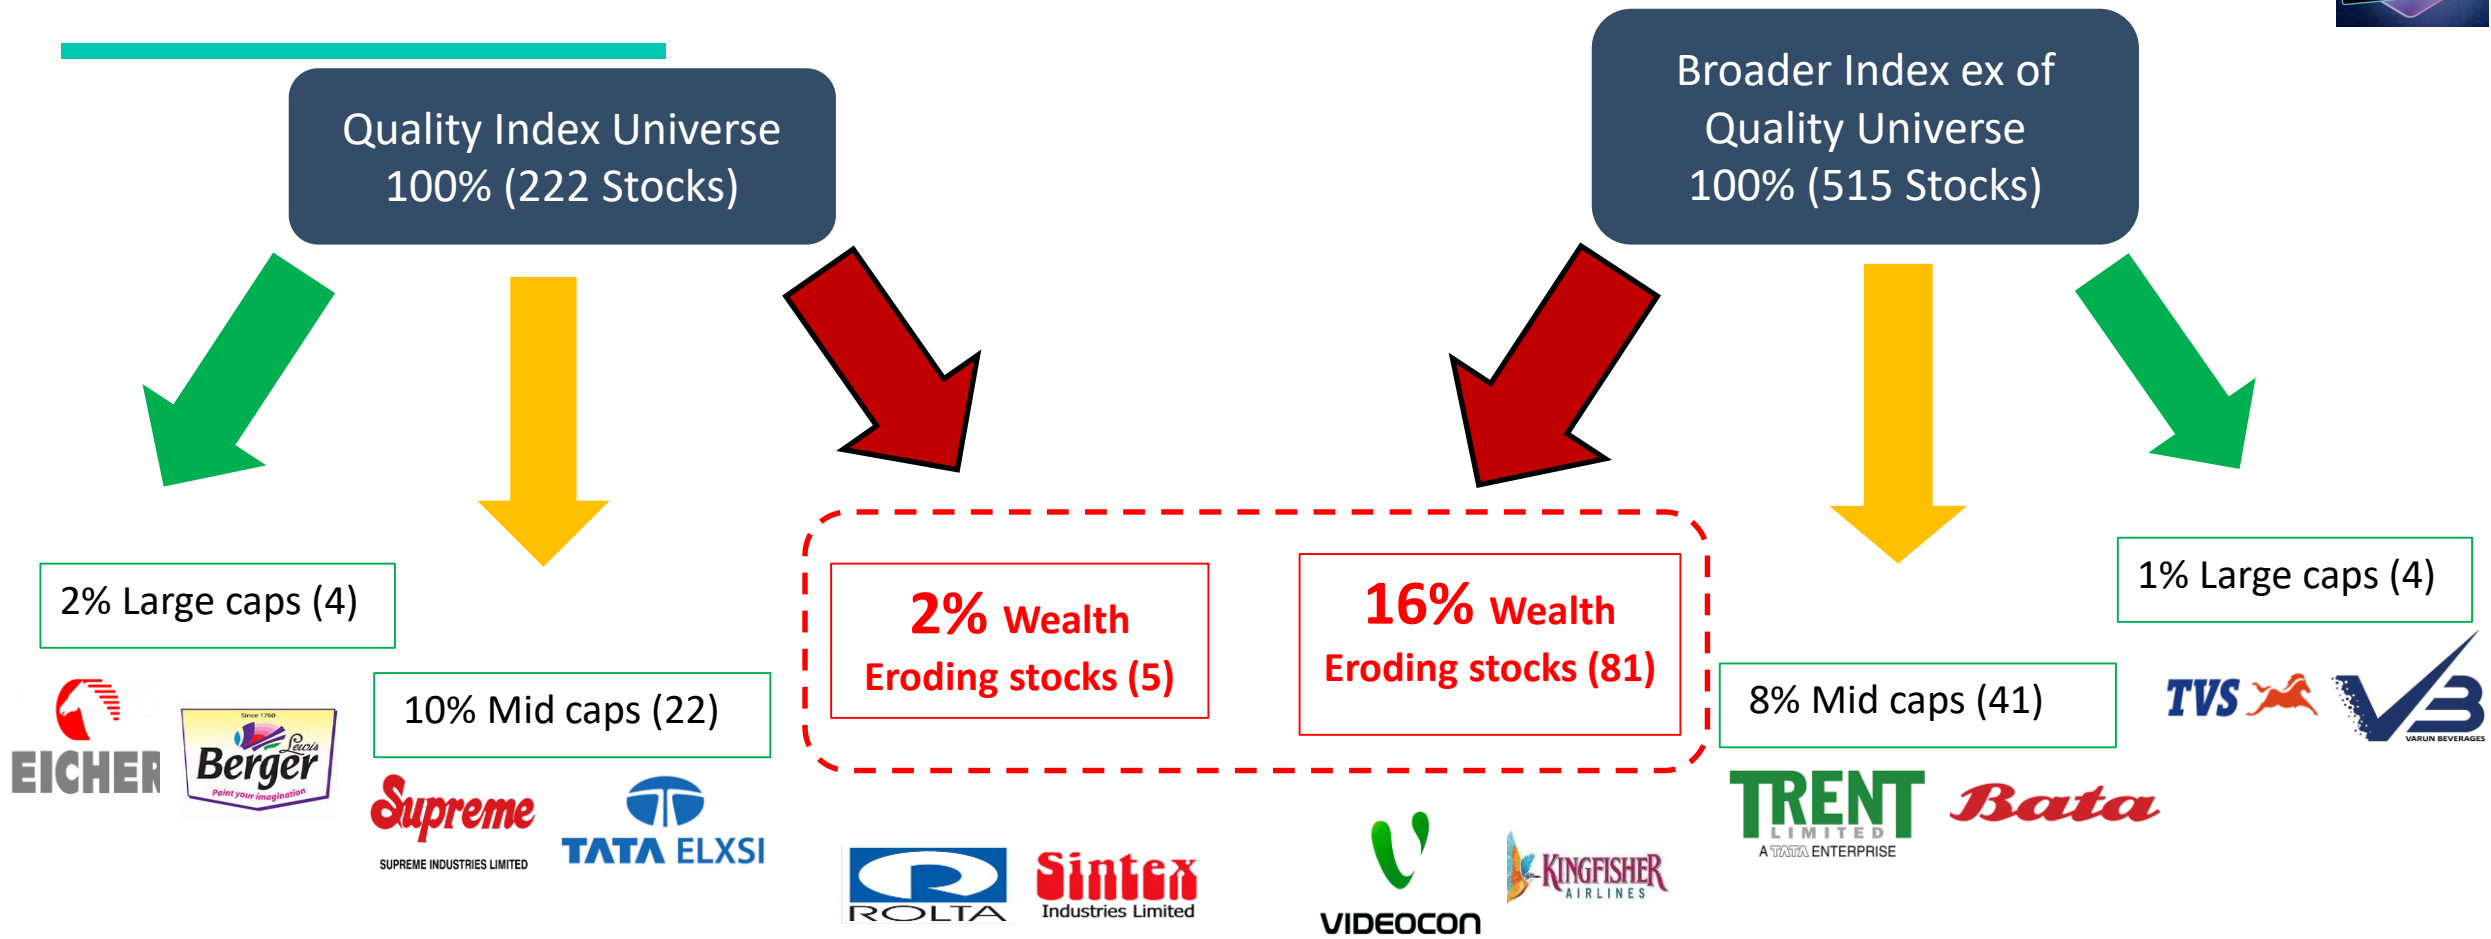 Quality Index Universe
100% (222 Stocks)
Broader Index ex of
Quality Universe
100% (515 Stocks)
2% Large caps (4)
EICHER
Since 1760
Lewis
Berger
Paint your imagination
10% Mid caps (22)
Supreme
SUPREME INDUSTRIES LIMITED
TATA ELXSI
2% Wealth
Eroding stocks (5)
ROLTA
Sintex
Industries Limited
16% Wealth
Eroding stocks (81)
VIDEOCON
KINGFISHER
AIRLINES
8% Mid caps (41)
TRENT
LIMITED
A TATA ENTERPRISE
Bata
1% Large caps (4)
TVS
VB
VARUN BEVERAGES